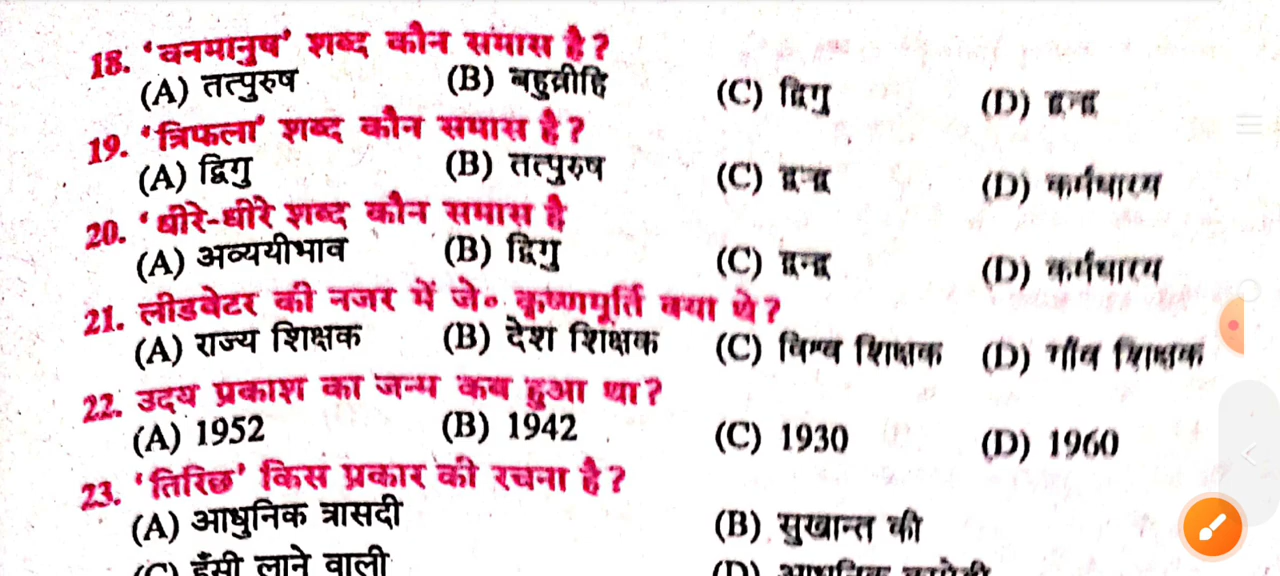 18. 'वनमानुष' शब्द कौन समास है?
(A) तत्पुरुष (B) बहुव्रीहि (C) द्विगु (D) द्वन्द्व
19. 'त्रिफला' शब्द कौन समास है?
(A) द्विगु (B) तत्पुरुष (C) द्वन्द्व (D) कर्मधारय
20. 'धीरे-धीरे शब्द कौन समास है
(A) अव्ययीभाव (B) द्विगु (C) द्वन्द्व (D) कर्मधारय
21. लीडबेटर की नजर में जे॰ कृष्णमूर्ति क्या थे?
(A) राज्य शिक्षक (B) देश शिक्षक (C) विश्व शिक्षक (D) गाँव शिक्षक
22. उदय प्रकाश का जन्म कब हुआ था?
(A) 1952 (B) 1942 (C) 1930 (D) 1960
23. 'तिरिछ' किस प्रकार की रचना है?
(A) आधुनिक त्रासदी (B) सुखान्त की
(C) हँसी लाने वाली (D) आधुनिक